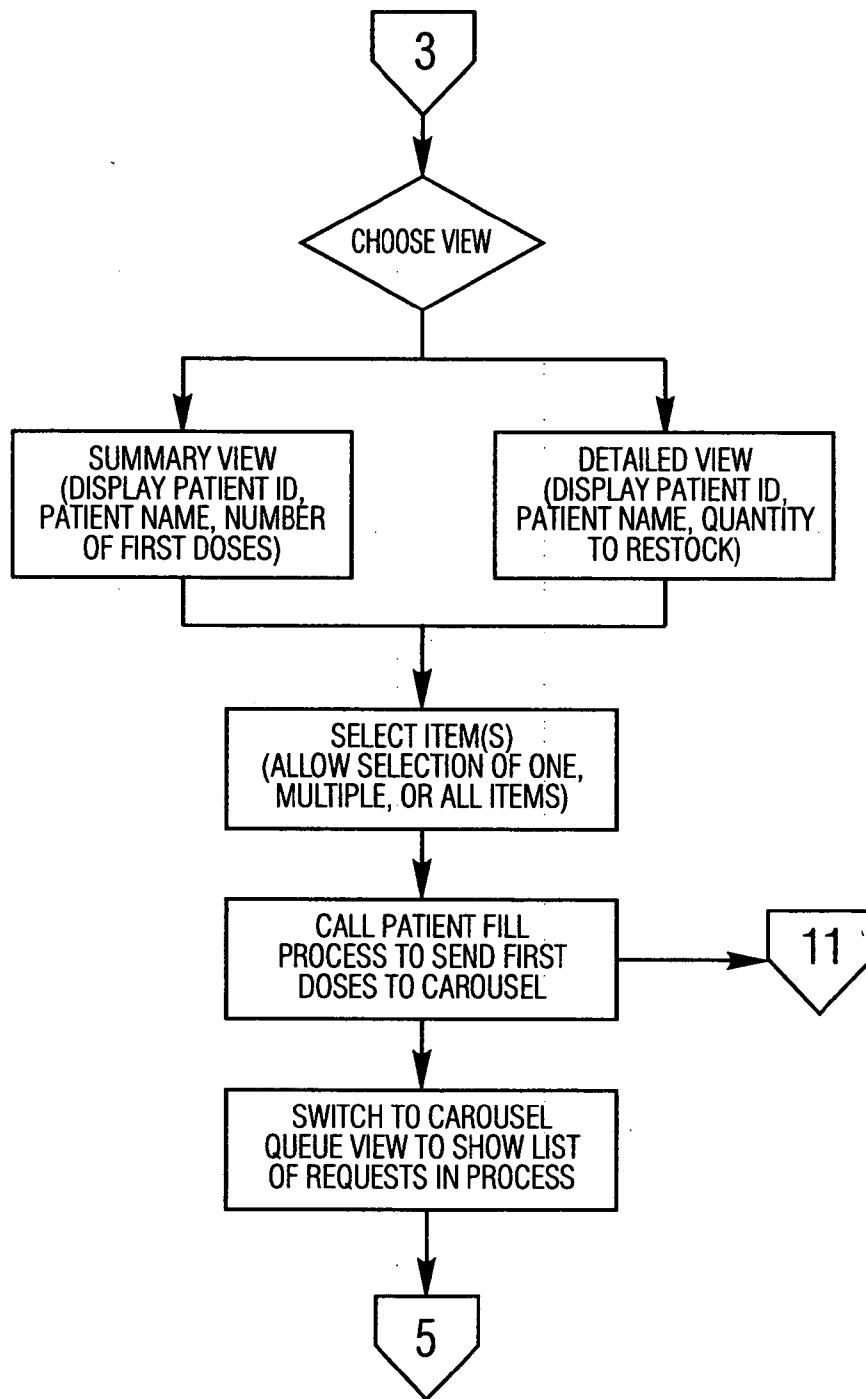 3
CHOOSE VIEW
SUMMARY VIEW
(DISPLAY PATIENT ID,
PATIENT NAME, NUMBER
OF FIRST DOSES)
DETAILED VIEW
(DISPLAY PATIENT ID,
PATIENT NAME, QUANTITY
TO RESTOCK)
SELECT ITEM(S)
(ALLOW SELECTION OF ONE,
MULTIPLE, OR ALL ITEMS)
CALL PATIENT FILL
PROCESS TO SEND FIRST
DOSES TO CAROUSEL
11
SWITCH TO CAROUSEL
QUEUE VIEW TO SHOW LIST
OF REQUESTS IN PROCESS
5